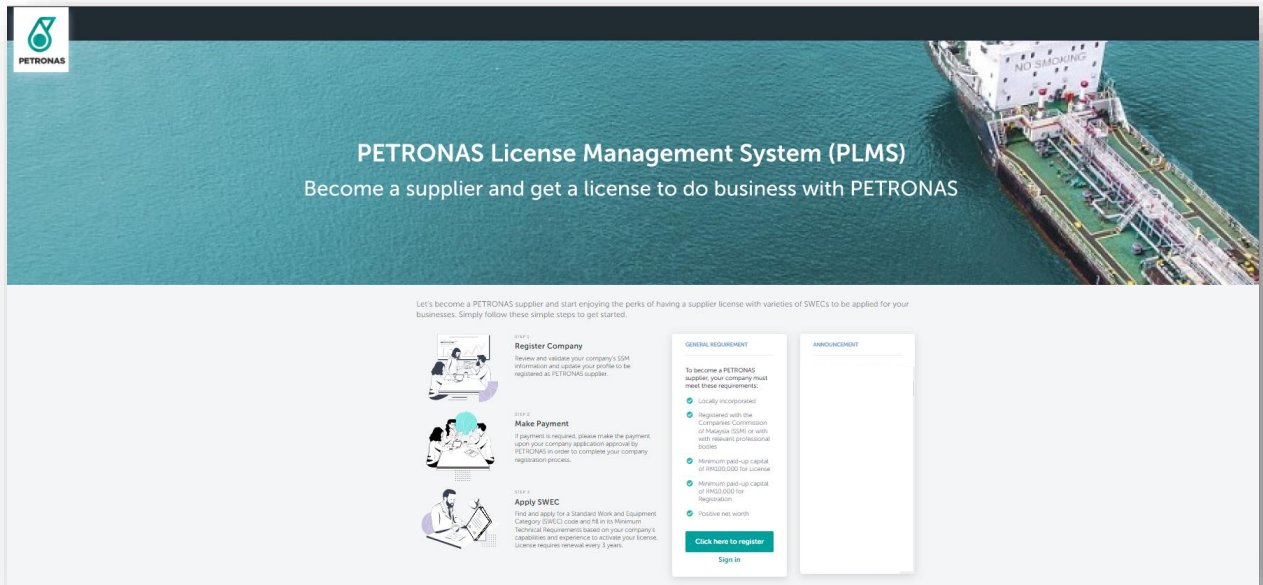 PETRONAS
NO SMOKING
PETRONAS License Management System (PLMS)
Become a supplier and get a license to do business with PETRONAS
Let's become a PETRONAS supplier and start enjoying the perks of having a supplier license with varieties of SWECs to be applied for your
businesses. Simply follow these simple steps to get started.
STEP 1
Register Company
Review and validate your company's SSM
information and update your profile to be
registered as PETRONAS supplier.
STEP 2
Make Payment
If payment is required, please make the payment
upon your company application approval by
PETRONAS in order to complete your company
registration process.
STEP 3
Apply SWEC
Find and apply for a Standard Work and Equipment
Category (SWEC) code and fill in its Minimum
Technical Requirements based on your company's
capabilities and experience to activate your license.
License requires renewal every 3 years.
GENERAL REQUIREMENT
To become a PETRONAS
supplier, your company must
meet these requirements:
Locally incorporated
Registered with the
Companies Commission
of Malaysia (SSM) or with
with relevant professional
bodies
Minimum paid-up capital
of RM100,000 for License
Minimum paid-up capital
of RM10,000 for
Registration
Positive net worth
Click here to register
Sign in
ANNOUNCEMENT